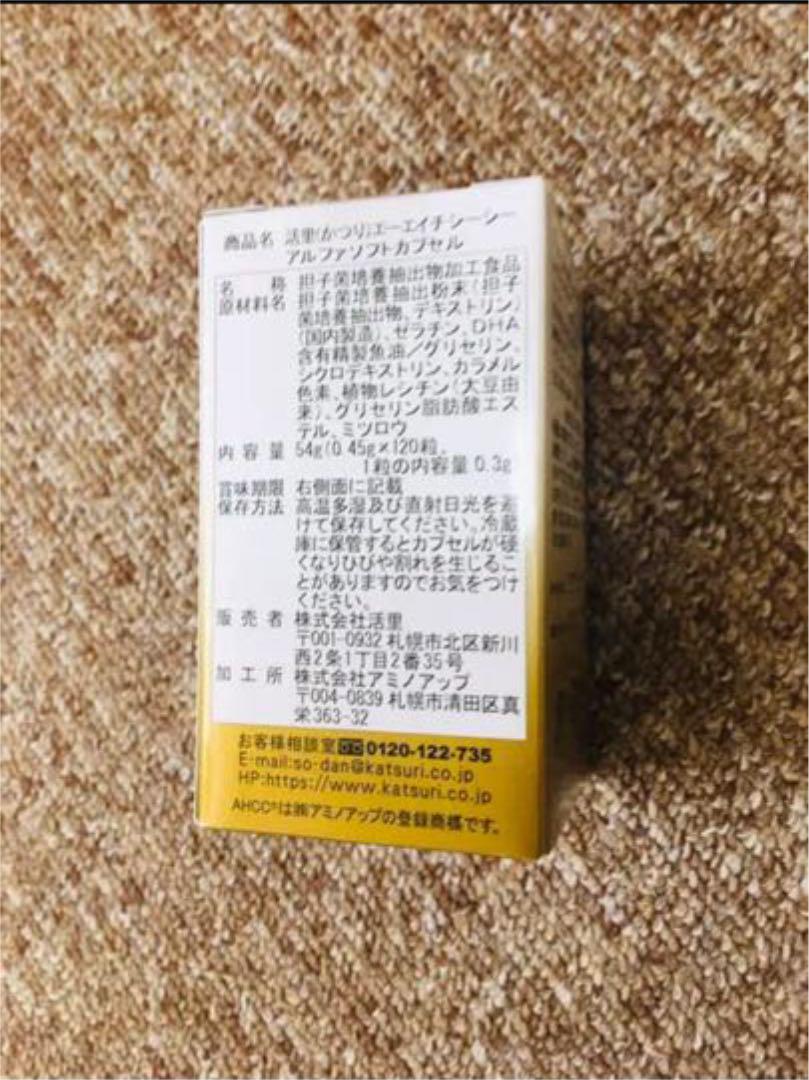 商品名 活里(かつり)エーエイチシーシー
アルファソフトカプセル
名称 担子菌培養抽出物加工食品
原材料名 担子菌培養抽出粉末(担子
菌培養抽出物、デキストリン)
(国内製造)、ゼラチン、DHA
含有精製魚油/グリセリン、
シクロデキストリン、カラメル
色素、植物レシチン(大豆由
来)、グリセリン脂肪酸エス
テル、ミツロウ
内容量 54g(0.45g×120粒、
1粒の内容量0.3g
賞味期限 右側面に記載
保存方法 高温多湿及び直射日光を避
けて保存してください。冷蔵
庫に保管するとカプセルが硬
くなりひびや割れを生じるこ
とがありますのでお気をつけ
ください。
販売者 株式会社活里
〒001-0932 札幌市北区新川
西2条1丁目2番35号
加工所 株式会社アミノアップ
〒004-0839 札幌市清田区真
栄363-32
お客様相談室 0120-122-735
E-mail:so-dan@katsuri.co.jp
HP:https://www.katsuri.co.jp
AHCC®は㈱アミノアップの登録商標です。